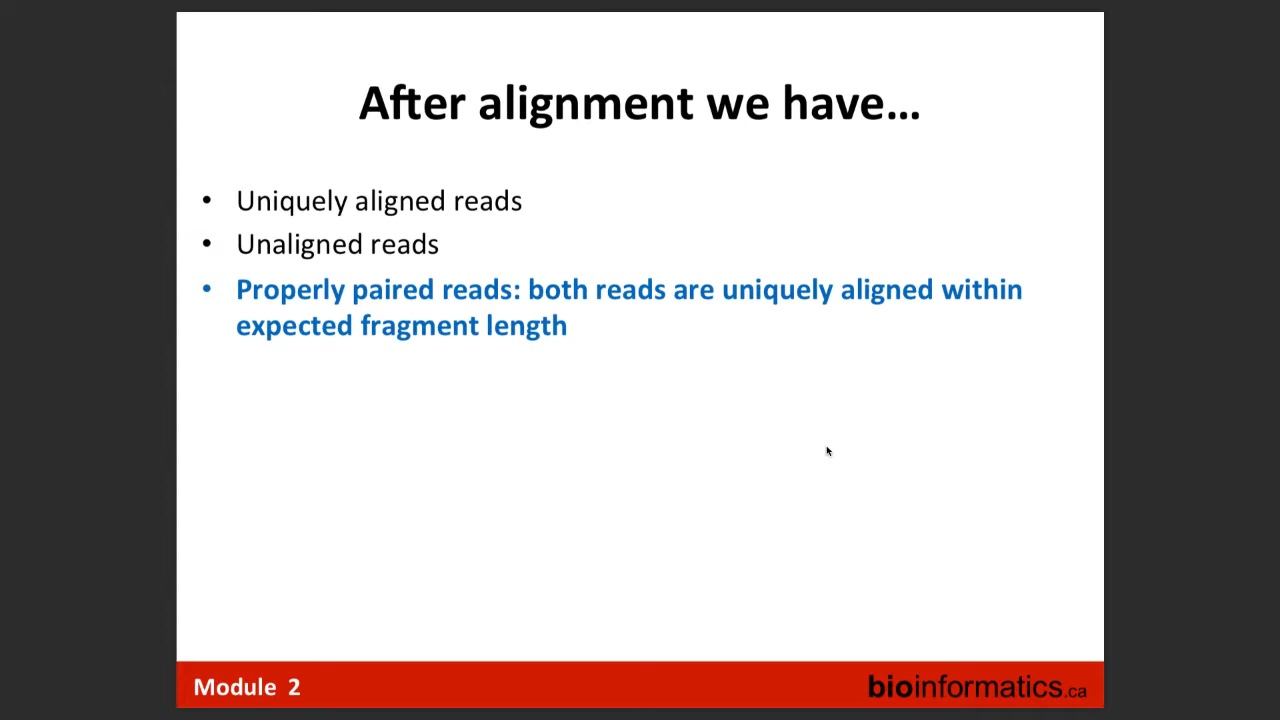 After alignment we have…
• Uniquely aligned reads
• Unaligned reads
• Properly paired reads: both reads are uniquely aligned within
expected fragment length
Module 2
bioinformatics.ca